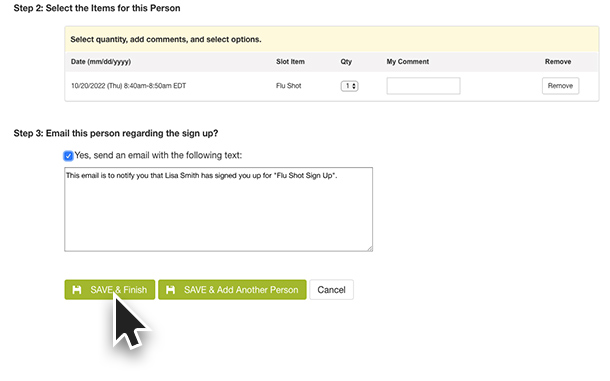 Step 2: Select the Items for this Person
Select quantity, add comments, and select options.
Date (mm/dd/yyyy) Slot Item Qty My Comment Remove
10/20/2022 (Thu) 8:40am-8:50am EDT Flu Shot 1 Remove
Step 3: Email this person regarding the sign up?
Yes, send an email with the following text:
This email is to notify you that Lisa Smith has signed you up for "Flu Shot Sign Up".
SAVE & Finish SAVE & Add Another Person Cancel